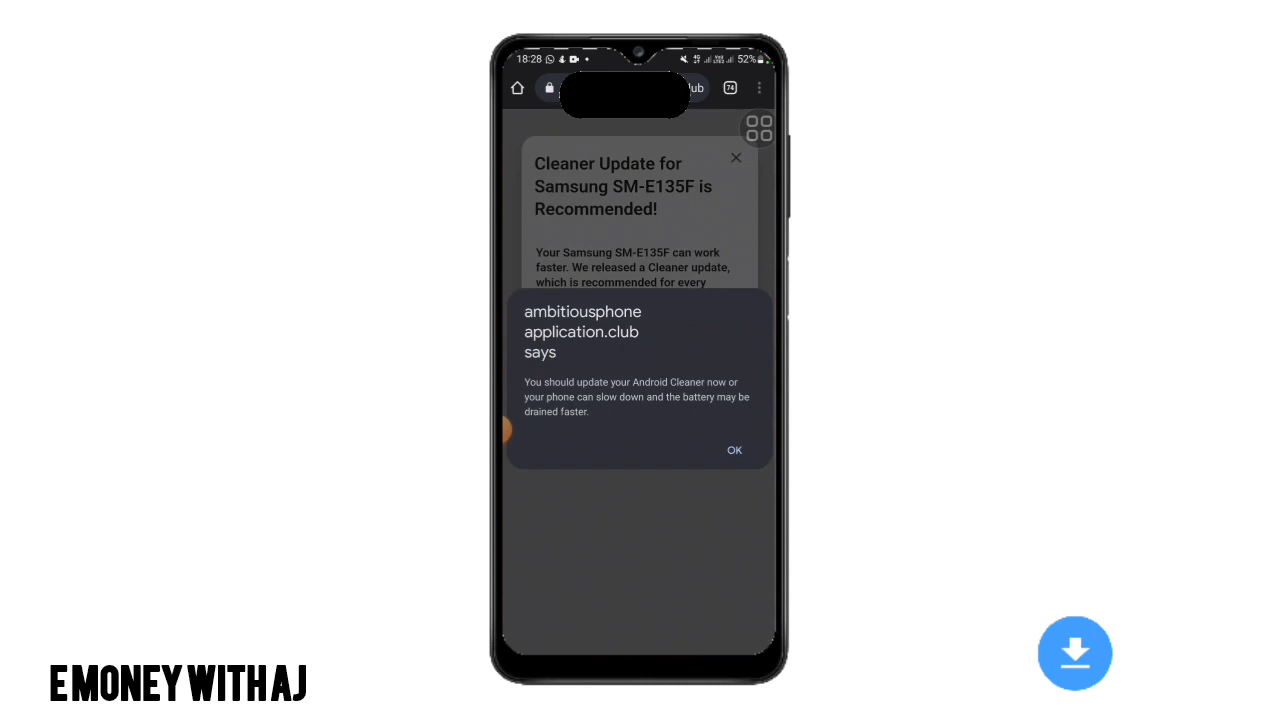 18:28
52%
lub
74
Cleaner Update for
Samsung SM-E135F is
Recommended!
Your Samsung SM-E135F can work
faster. We released a Cleaner update,
which is recommended for every
ambitiousphone
application.club
says
You should update your Android Cleaner now or
your phone can slow down and the battery may be
drained faster.
OK
E MONEY WITH AJ